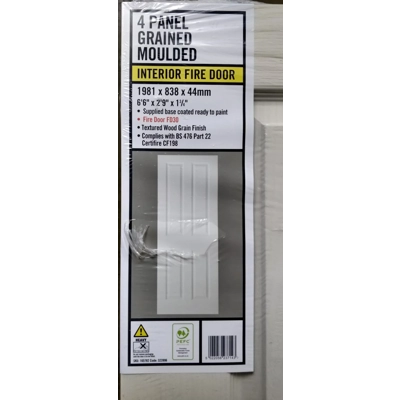 4 PANEL
GRAINED
MOULDED
INTERIOR FIRE DOOR
1981 x 838 x 44mm
6'6" x 2'9" x 1¾"
• Supplied base coated ready to paint
• Fire Door FD30
• Textured Wood Grain Finish
• Complies with BS 476 Part 22
Certifire CF198
HEAVY
PEFC